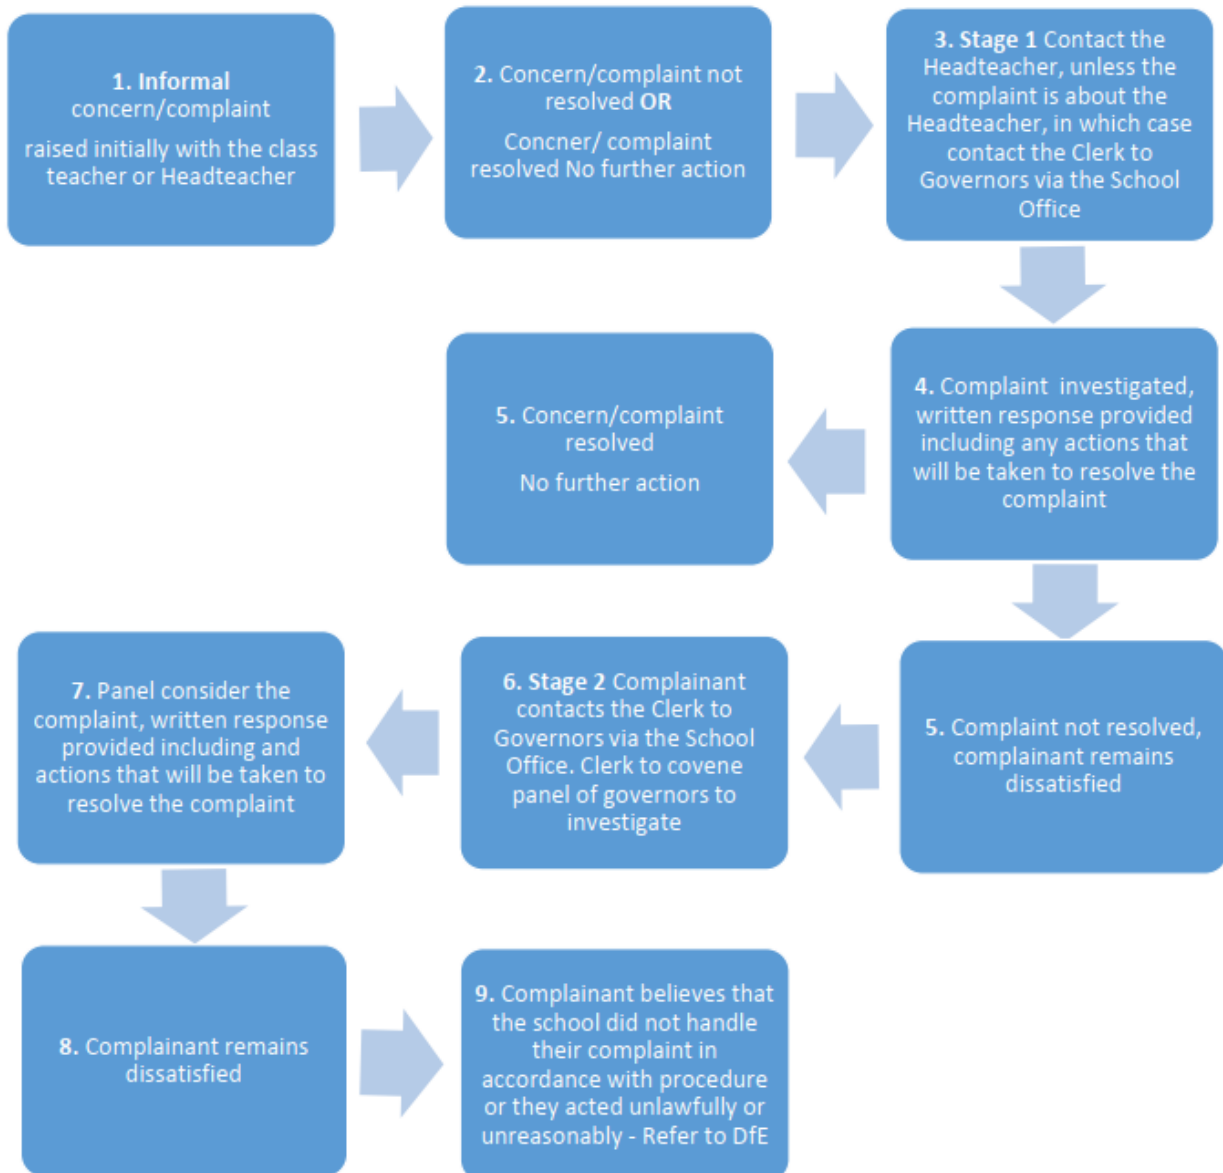 1. Informal
concern/complaint
raised initially with the class
teacher or Headteacher
2. Concern/complaint not
resolved OR
Concner/ complaint
resolved No further action
3. Stage 1 Contact the
Headteacher, unless the
complaint is about the
Headteacher, in which case
contact the Clerk to
Governors via the School
Office
4. Complaint investigated,
written response provided
including any actions that
will be taken to resolve the
complaint
5. Concern/complaint
resolved
No further action
5. Complaint not resolved,
complainant remains
dissatisfied
6. Stage 2 Complainant
contacts the Clerk to
Governors via the School
Office. Clerk to covene
panel of governors to
investigate
7. Panel consider the
complaint, written response
provided including and
actions that will be taken to
resolve the complaint
8. Complainant remains
dissatisfied
9. Complainant believes that
the school did not handle
their complaint in
accordance with procedure
or they acted unlawfully or
unreasonably - Refer to DfE